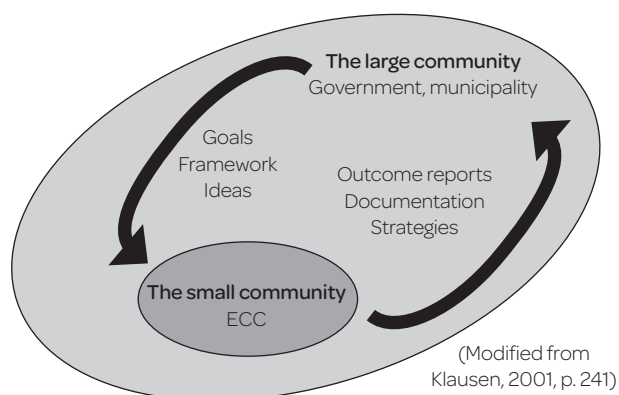 The large community
Government, municipality
Goals
Framework
Ideas
Outcome reports
Documentation
Strategies
The small community
ECC
(Modified from
Klausen, 2001, p. 241)